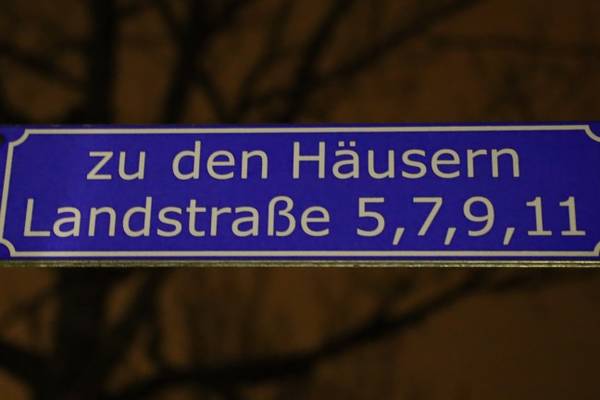 zu den Häusern
Landstraße 5,7,9,11